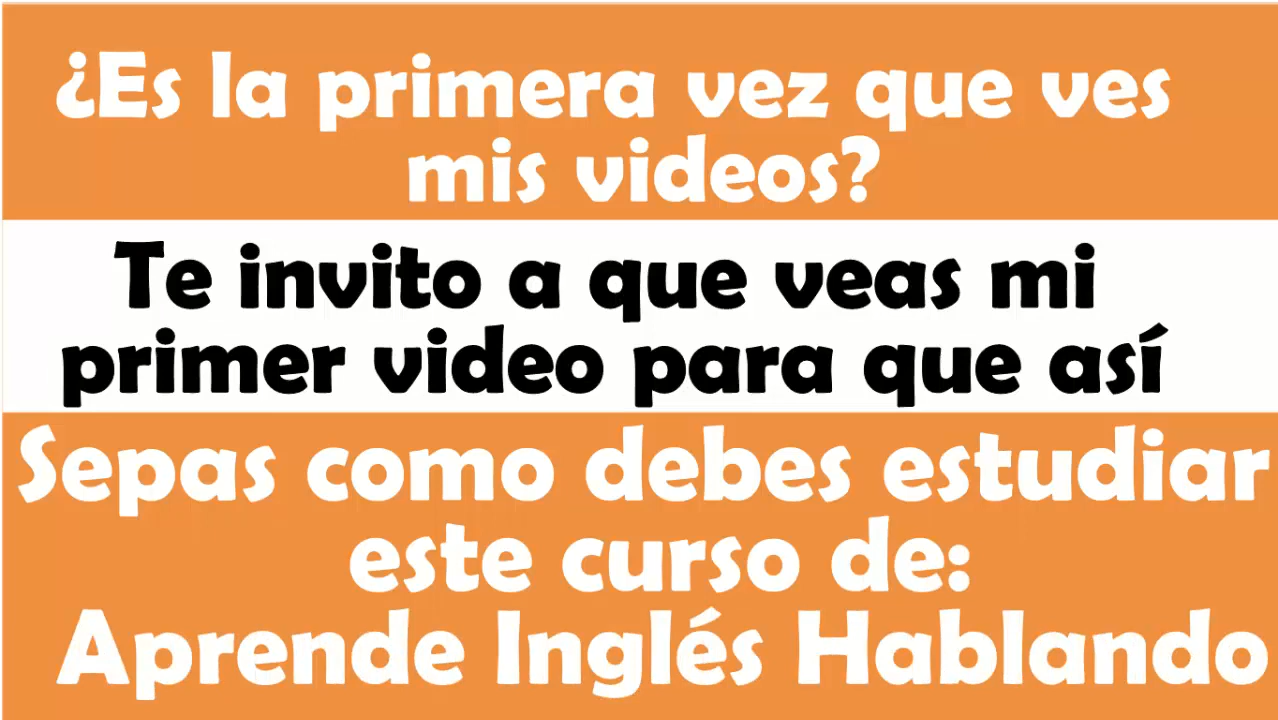 ¿Es la primera vez que ves
mis videos?
Te invito a que veas mi
primer video para que así
Sepas como debes estudiar
este curso de:
Aprende Inglés Hablando